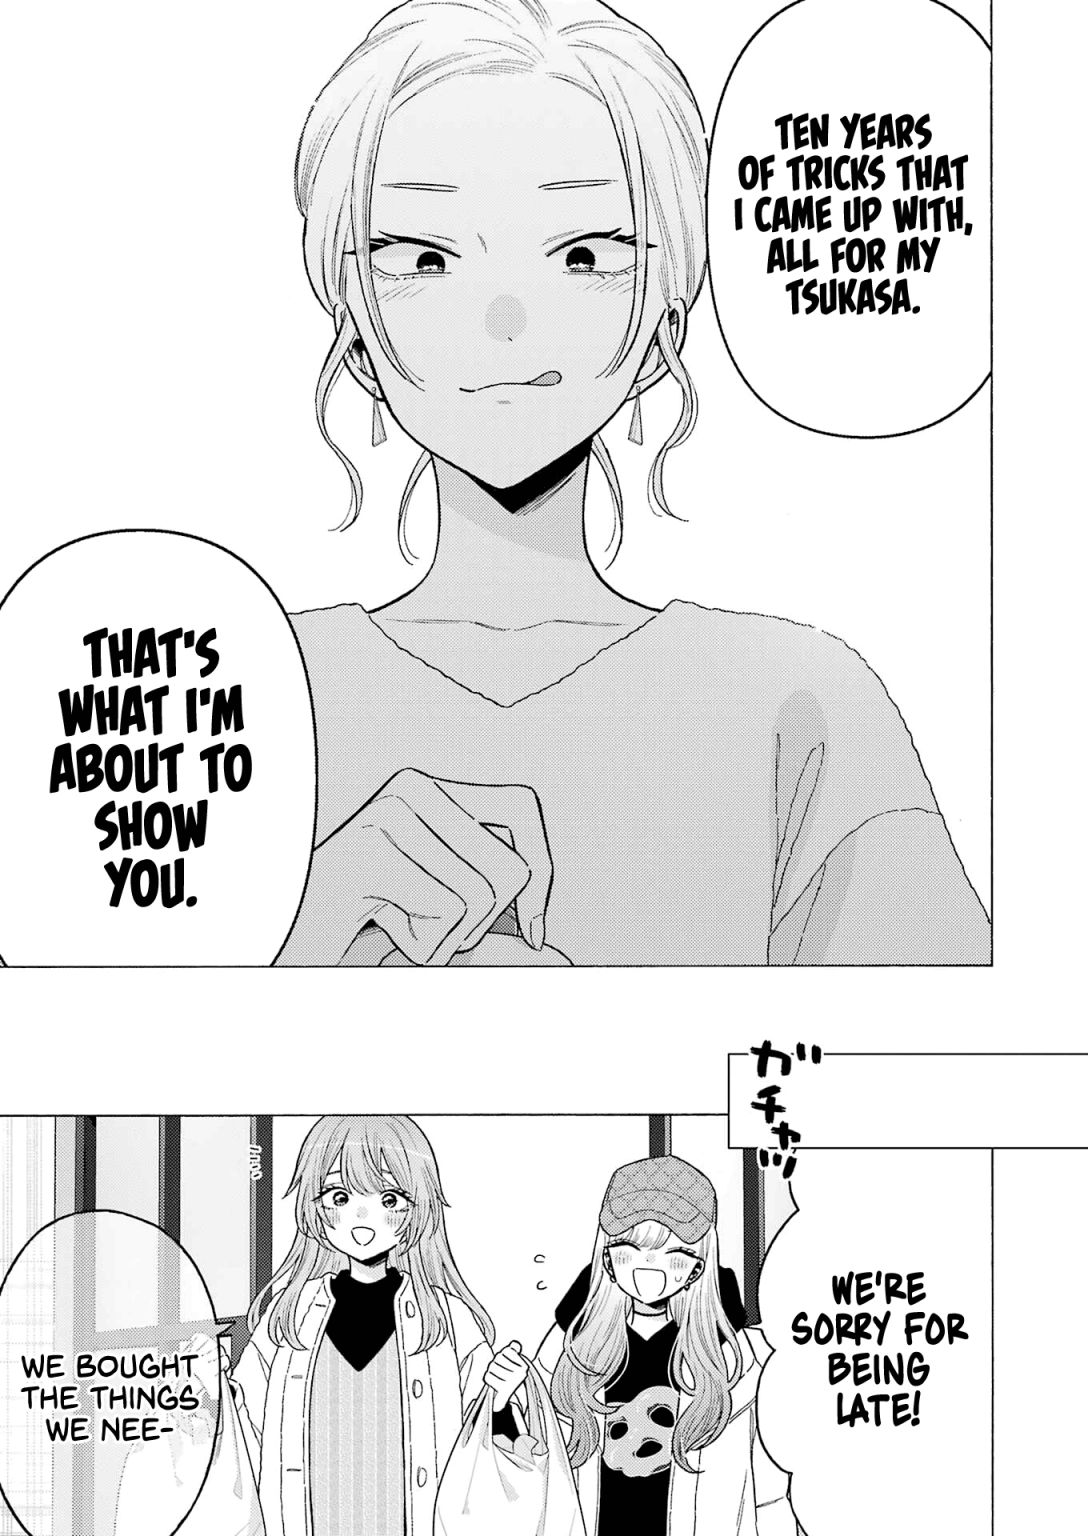 TEN YEARS
OF TRICKS THAT
I CAME UP WITH,
ALL FOR MY
TSUKASA.
THAT'S
WHAT I'M
ABOUT TO
SHOW
YOU.
ガチャッ
WE'RE
SORRY FOR
BEING
LATE!
WE BOUGHT
THE THINGS
WE NEE-